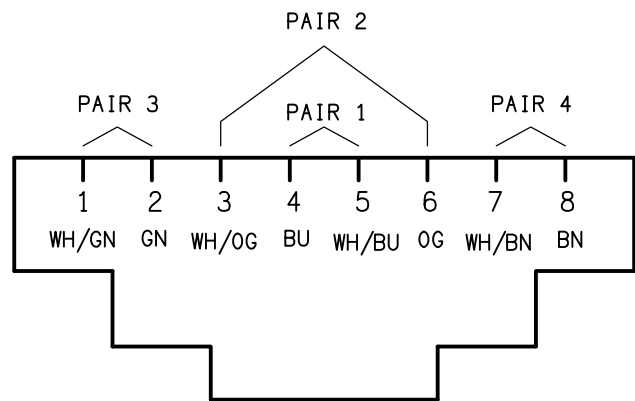 PAIR 2
PAIR 3 PAIR 1 PAIR 4
1 2 3 4 5 6 7 8
WH/GN GN WH/OG BU WH/BU OG WH/BN BN